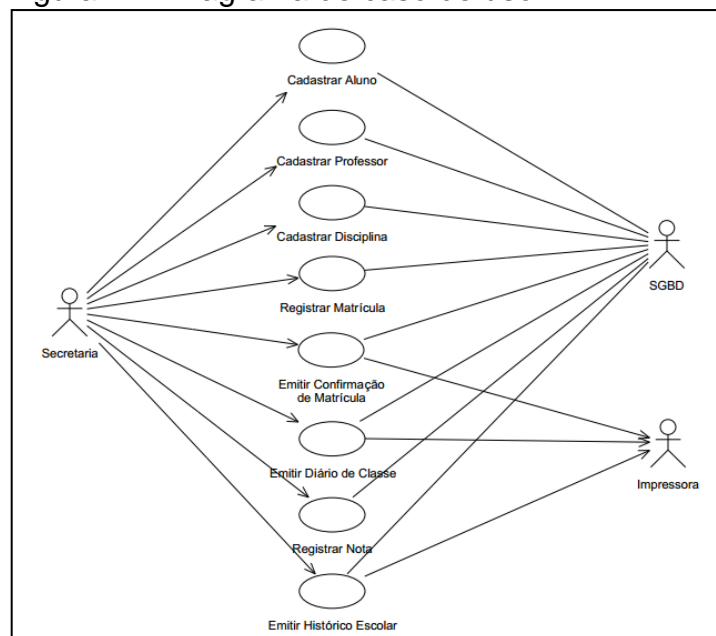 Cadastrar Aluno
Cadastrar Professor
Cadastrar Disciplina
SGBD
Registrar Matrícula
Secretaria
Emitir Confirmação
de Matrícula
Emitir Diário de Classe
Impressora
Registrar Nota
Emitir Histórico Escolar